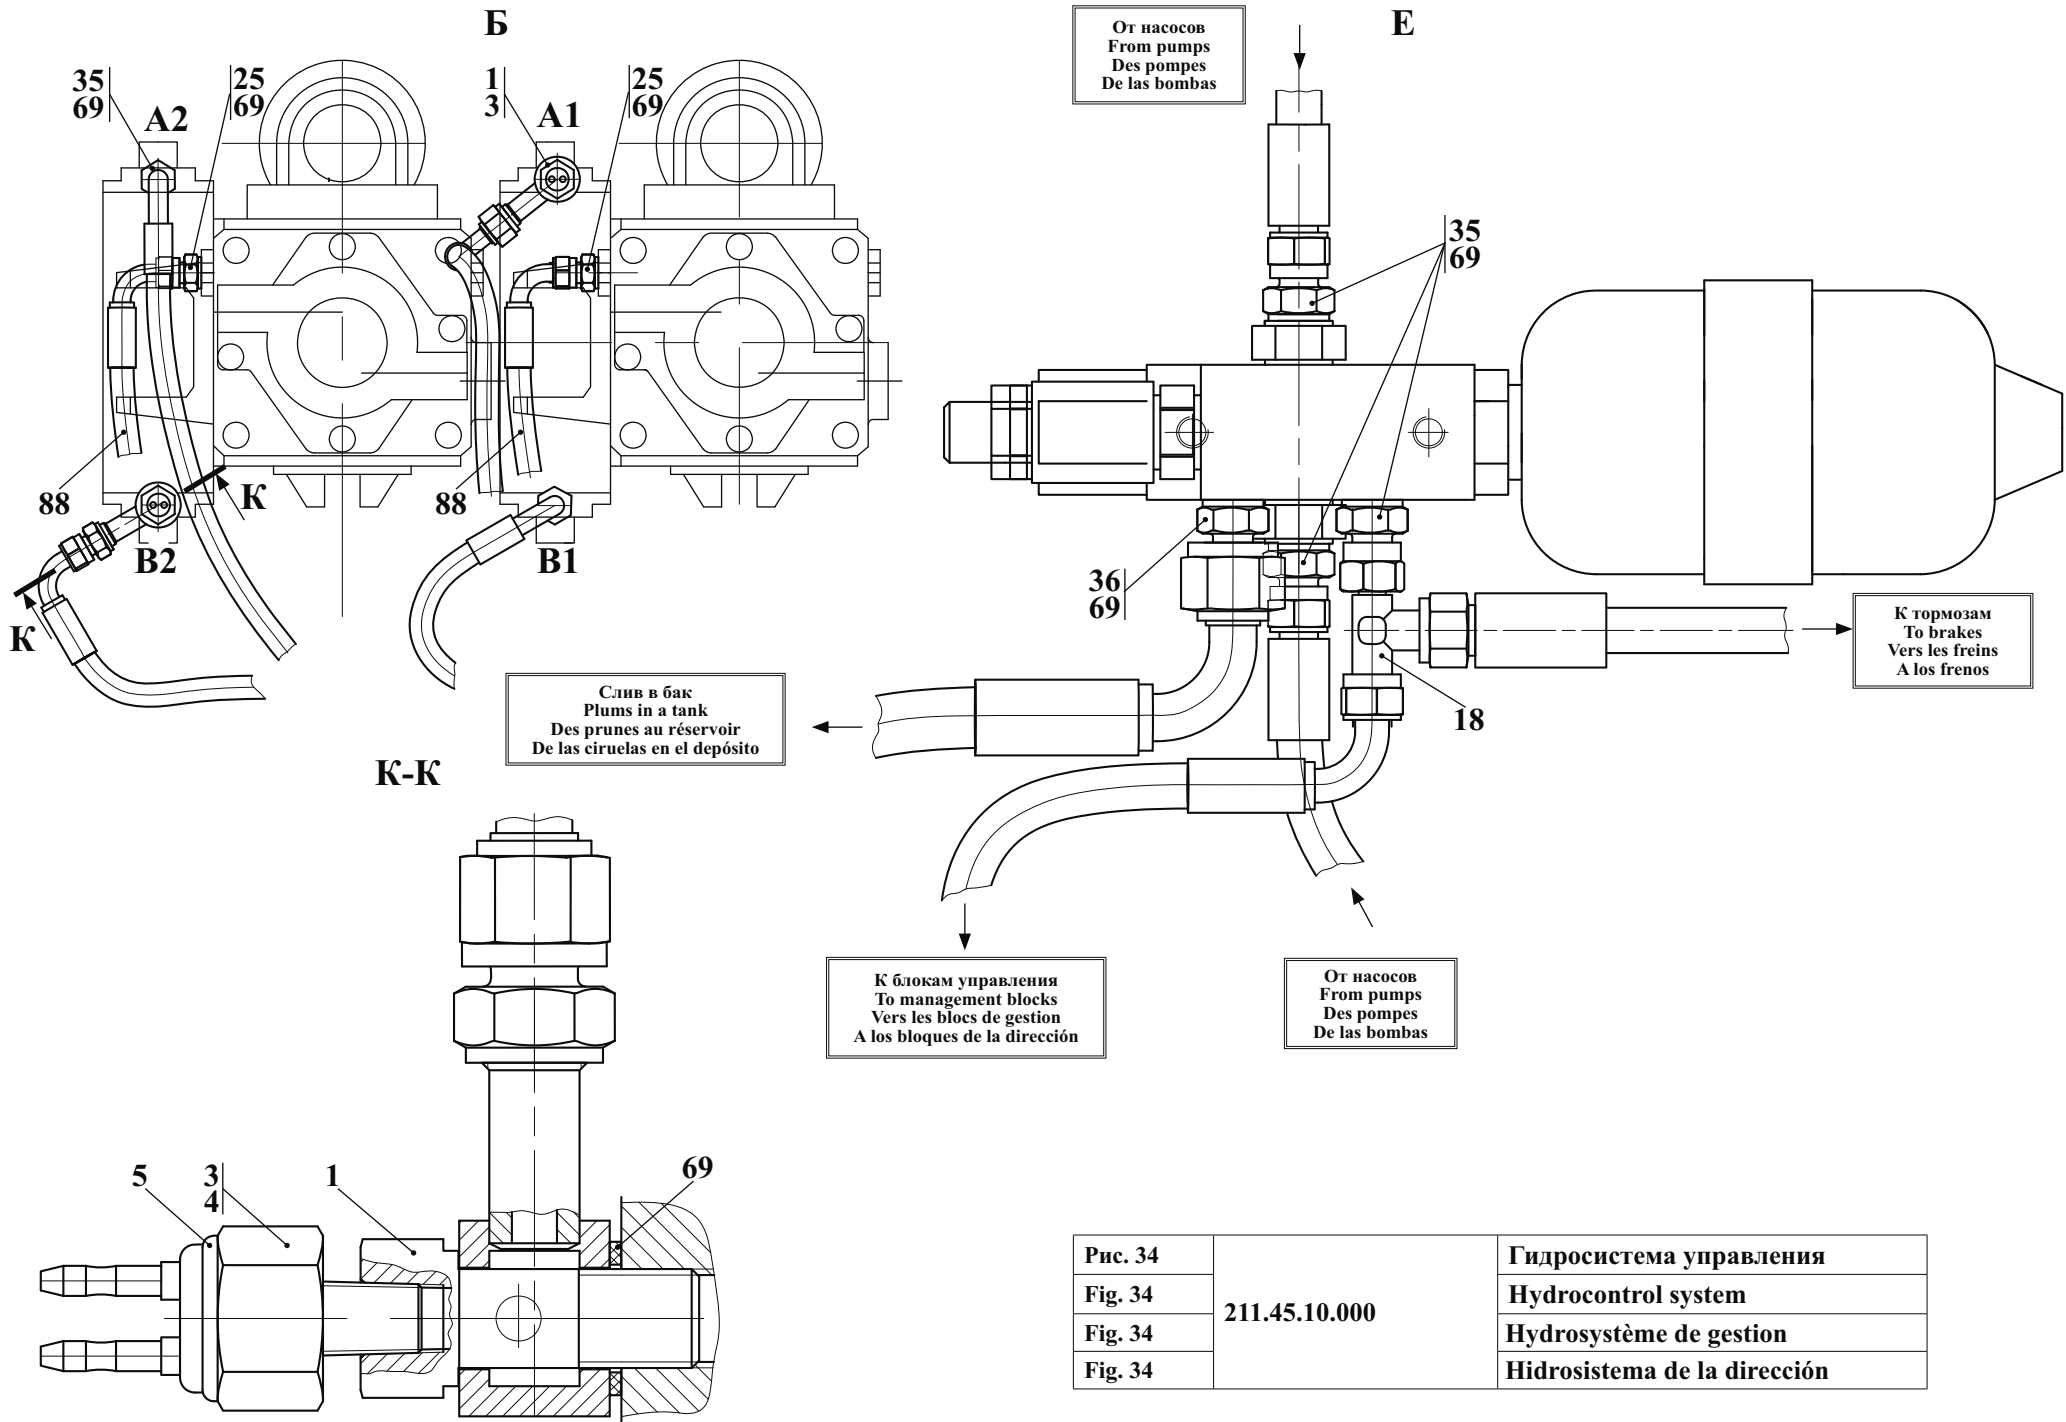 Б
Е
От насосов
From pumps
Des pompes
De las bombas
35
69
А2
25
69
1
3
А1
25
69
35
69
88
К
88
В2
В1
К
36
69
К тормозам
To brakes
Vers les freins
A los frenos
18
Слив в бак
Plums in a tank
Des prunes au réservoir
De las ciruelas en el depósito
К-К
К блокам управления
To management blocks
Vers les blocs de gestion
A los bloques de la dirección
От насосов
From pumps
Des pompes
De las bombas
5
3
4
1
69
Рис. 34
Гидросистема управления
Fig. 34
Hydrocontrol system
211.45.10.000
Fig. 34
Hydrosystème de gestion
Fig. 34
Hidrosistema de la dirección